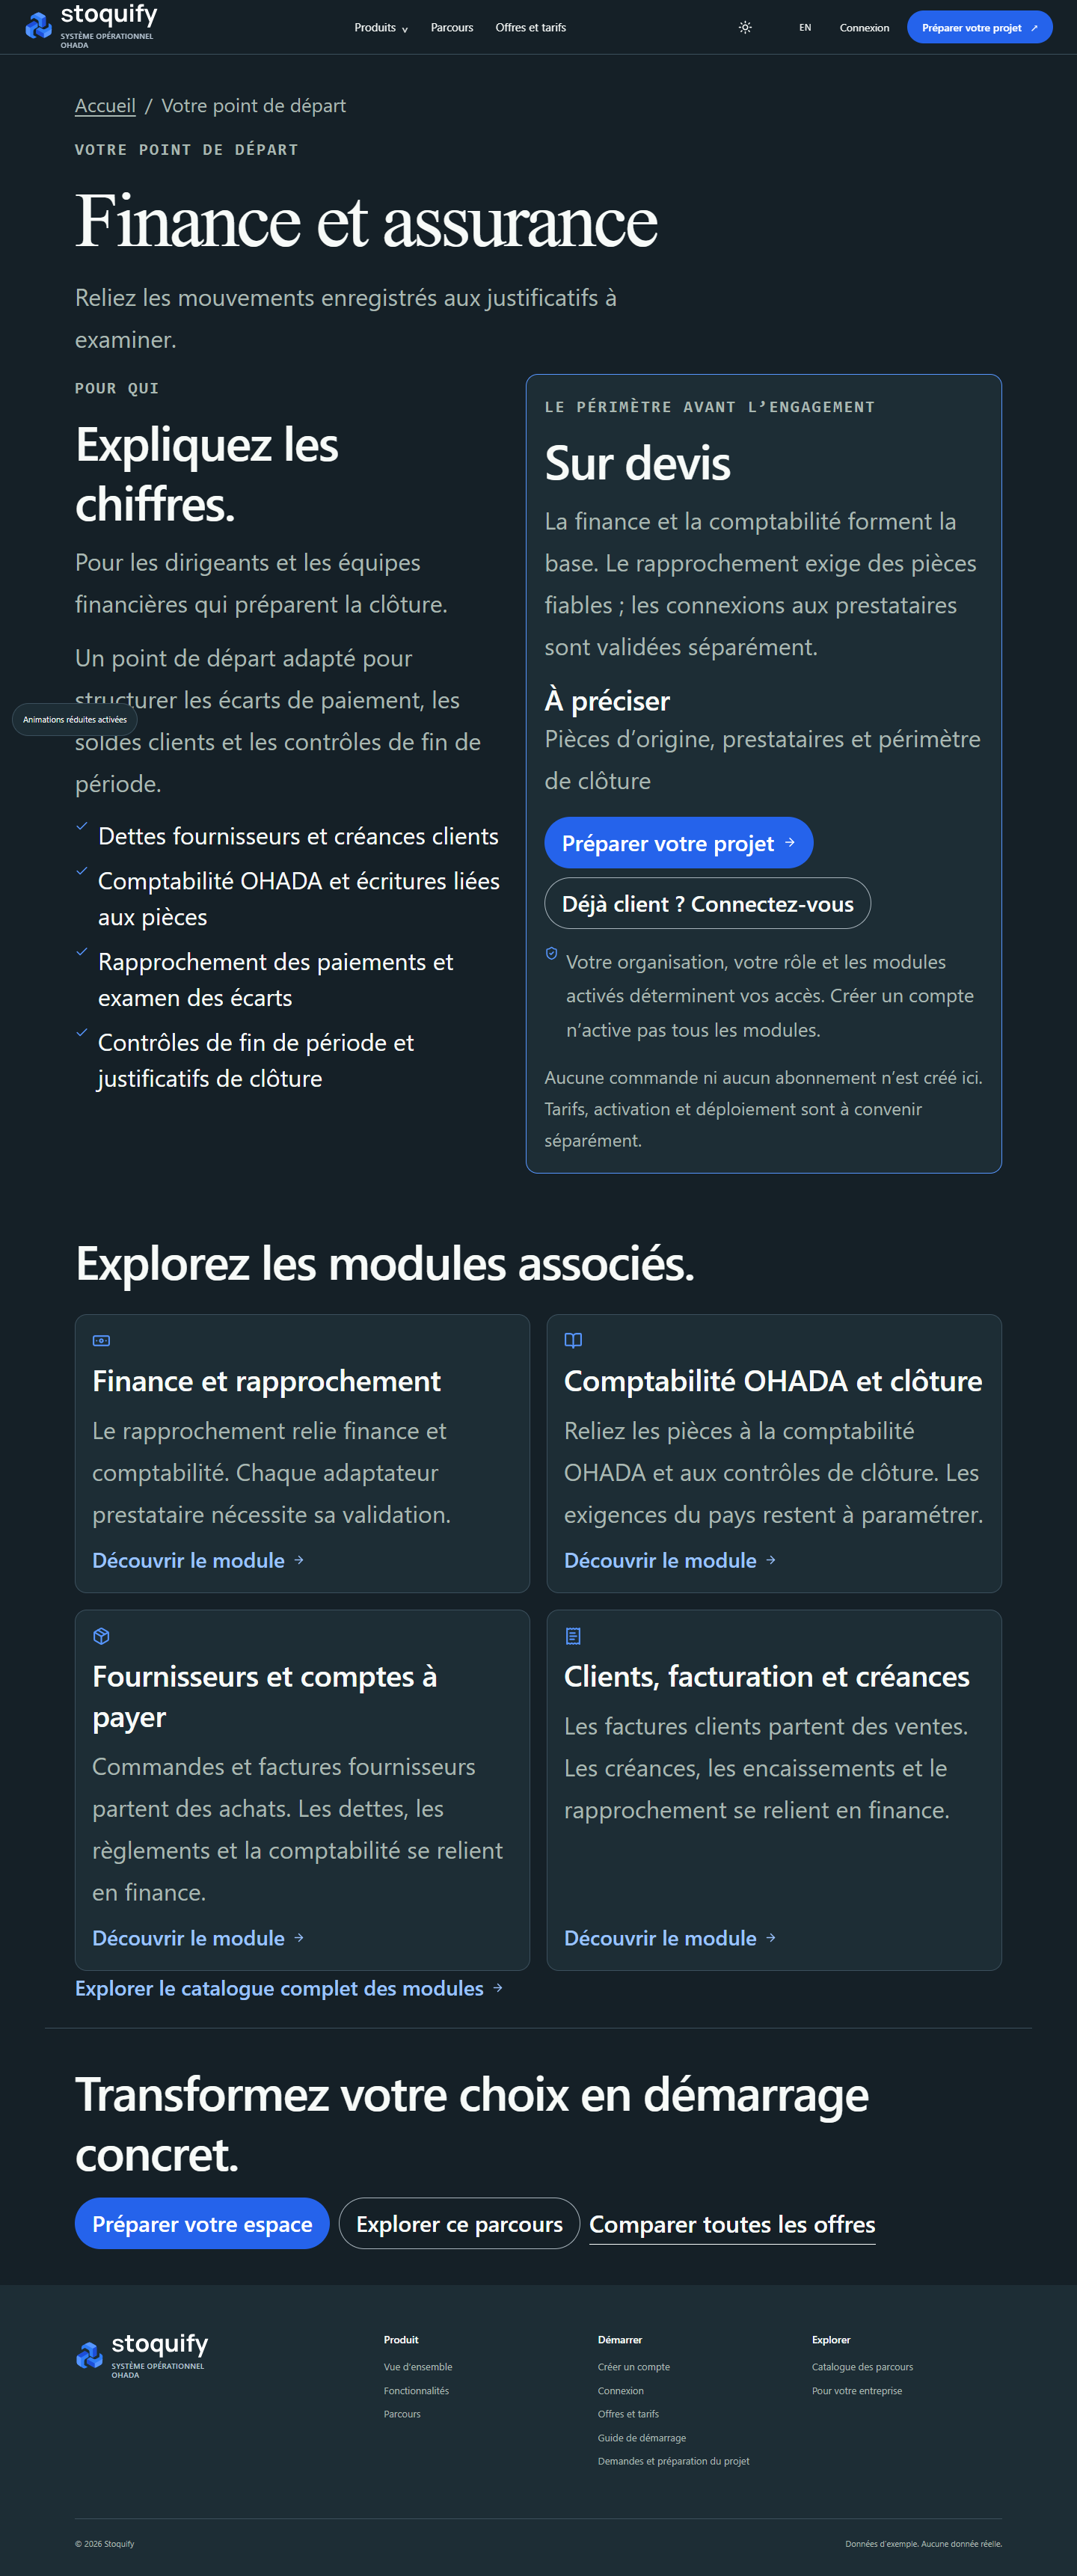 stoquify
SYSTÈME OPÉRATIONNEL
OHADA
Produits
Parcours
Offres et tarifs
EN
Connexion
Préparer votre projet ↗
Accueil / Votre point de départ
VOTRE POINT DE DÉPART
Finance et assurance
Reliez les mouvements enregistrés aux justificatifs à
examiner.
POUR QUI
Expliquez les
chiffres.
Pour les dirigeants et les équipes
financières qui préparent la clôture.
Un point de départ adapté pour
structurer les écarts de paiement, les
Animations réduites activées
soldes clients et les contrôles de fin de
période.
Dettes fournisseurs et créances clients
Comptabilité OHADA et écritures liées
aux pièces
Rapprochement des paiements et
examen des écarts
Contrôles de fin de période et
justificatifs de clôture
LE PÉRIMÈTRE AVANT L’ENGAGEMENT
Sur devis
La finance et la comptabilité forment la
base. Le rapprochement exige des pièces
fiables ; les connexions aux prestataires
sont validées séparément.
À préciser
Pièces d’origine, prestataires et périmètre
de clôture
Préparer votre projet →
Déjà client ? Connectez-vous
Votre organisation, votre rôle et les modules
activés déterminent vos accès. Créer un compte
n’active pas tous les modules.
Aucune commande ni aucun abonnement n’est créé ici.
Tarifs, activation et déploiement sont à convenir
séparément.
Explorez les modules associés.
Finance et rapprochement
Le rapprochement relie finance et
comptabilité. Chaque adaptateur
prestataire nécessite sa validation.
Découvrir le module →
Comptabilité OHADA et clôture
Reliez les pièces à la comptabilité
OHADA et aux contrôles de clôture. Les
exigences du pays restent à paramétrer.
Découvrir le module →
Fournisseurs et comptes à
payer
Commandes et factures fournisseurs
partent des achats. Les dettes, les
règlements et la comptabilité se relient
en finance.
Découvrir le module →
Clients, facturation et créances
Les factures clients partent des ventes.
Les créances, les encaissements et le
rapprochement se relient en finance.
Découvrir le module →
Explorer le catalogue complet des modules →
Transformez votre choix en démarrage
concret.
Préparer votre espace
Explorer ce parcours
Comparer toutes les offres
stoquify
SYSTÈME OPÉRATIONNEL
OHADA
Produit
Vue d’ensemble
Fonctionnalités
Parcours
Démarrer
Créer un compte
Connexion
Offres et tarifs
Guide de démarrage
Demandes et préparation du projet
Explorer
Catalogue des parcours
Pour votre entreprise
© 2026 Stoquify
Données d’exemple. Aucune donnée réelle.